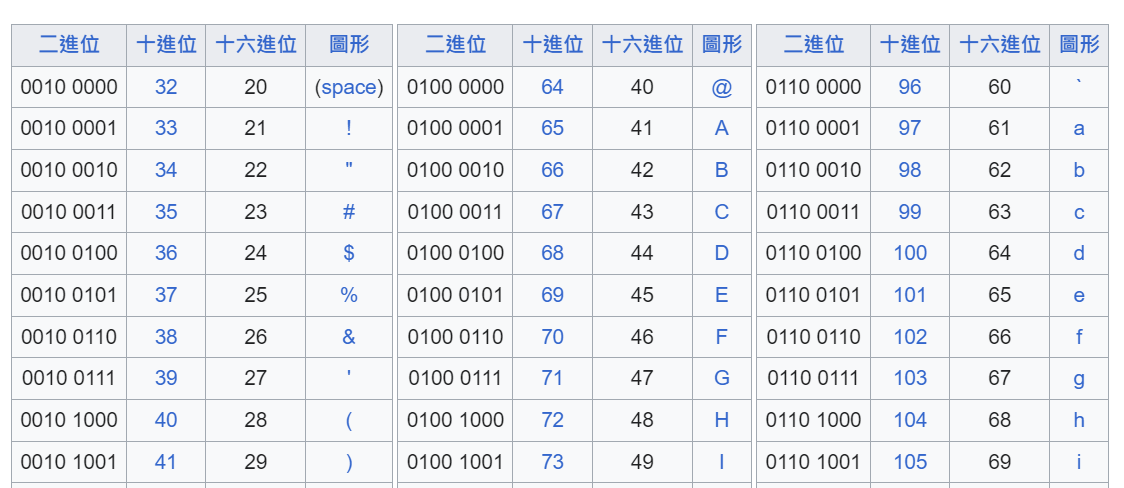 二進位 十進位 十六進位 圖形 二進位 十進位 十六進位 圖形 二進位 十進位 十六進位 圖形
0010 0000 32 20 (space) 0100 0000 64 40 @ 0110 0000 96 60 `
0010 0001 33 21 ! 0100 0001 65 41 A 0110 0001 97 61 a
0010 0010 34 22 " 0100 0010 66 42 B 0110 0010 98 62 b
0010 0011 35 23 # 0100 0011 67 43 C 0110 0011 99 63 c
0010 0100 36 24 $ 0100 0100 68 44 D 0110 0100 100 64 d
0010 0101 37 25 % 0100 0101 69 45 E 0110 0101 101 65 e
0010 0110 38 26 & 0100 0110 70 46 F 0110 0110 102 66 f
0010 0111 39 27 ' 0100 0111 71 47 G 0110 0111 103 67 g
0010 1000 40 28 ( 0100 1000 72 48 H 0110 1000 104 68 h
0010 1001 41 29 ) 0100 1001 73 49 I 0110 1001 105 69 i